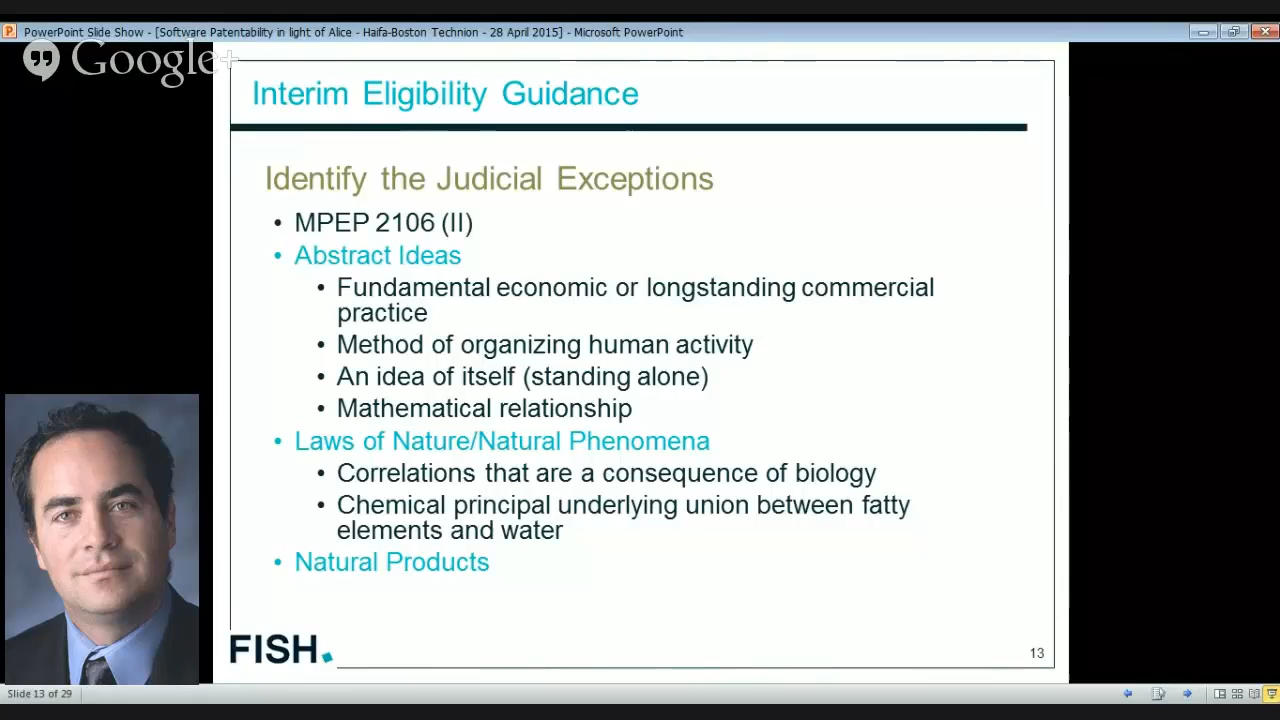 PowerPoint Slide Show - [Software Patentability in light of Alice - Haifa-Boston Technion - 28 April 2015] - Microsoft PowerPoint
Google+
Interim Eligibility Guidance
Identify the Judicial Exceptions
• MPEP 2106 (II)
• Abstract Ideas
• Fundamental economic or longstanding commercial
practice
• Method of organizing human activity
• An idea of itself (standing alone)
• Mathematical relationship
• Laws of Nature/Natural Phenomena
• Correlations that are a consequence of biology
• Chemical principal underlying union between fatty
elements and water
• Natural Products
FISH.
13
Slide 13 of 29